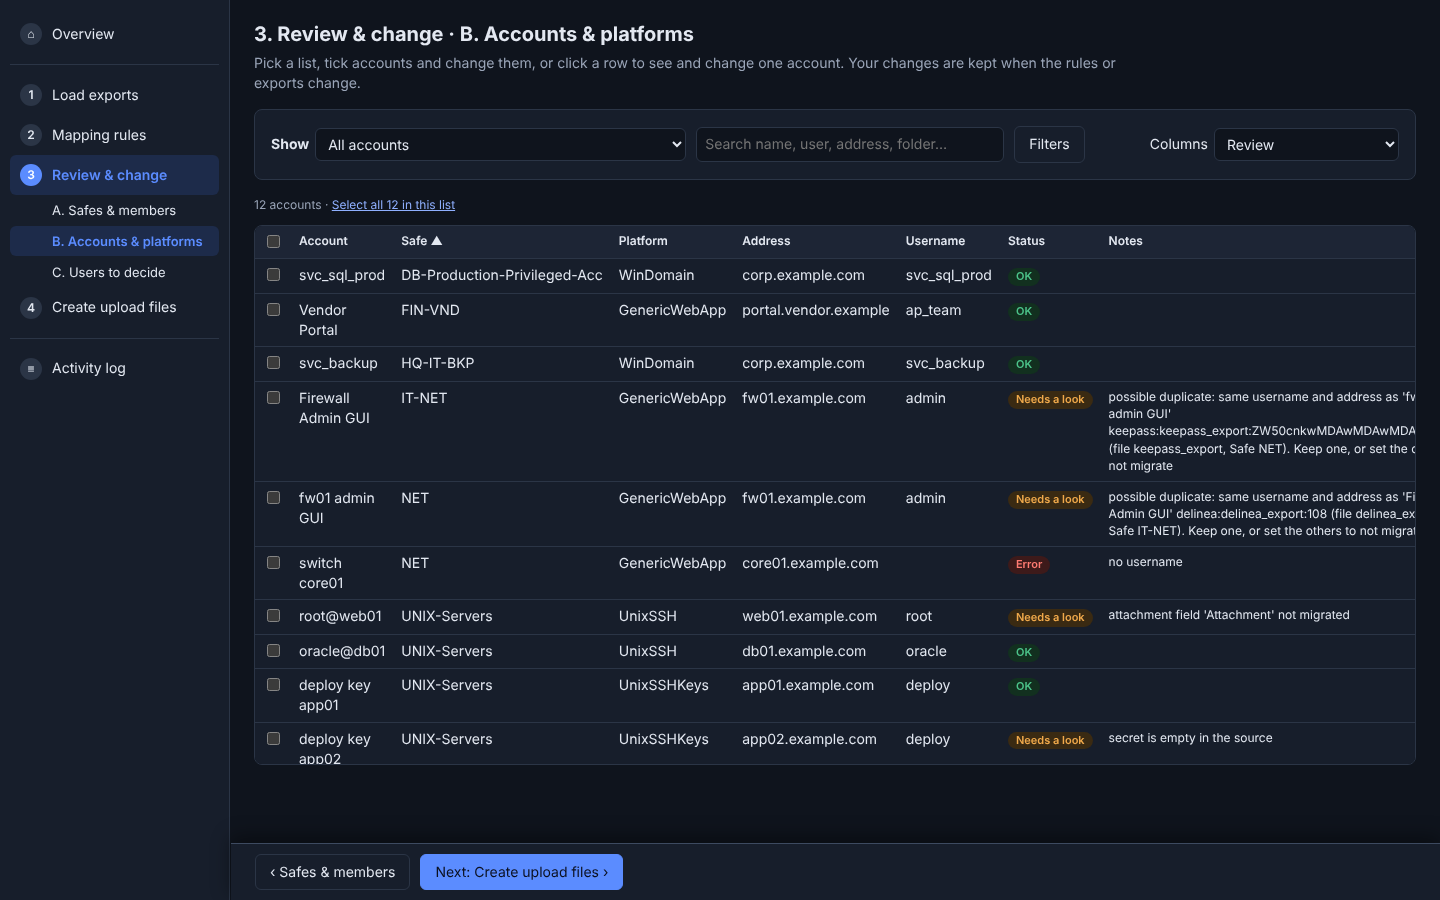 Overview
1 Load exports
2 Mapping rules
3 Review & change
A. Safes & members
B. Accounts & platforms
C. Users to decide
4 Create upload files
Activity log
3. Review & change · B. Accounts & platforms
Pick a list, tick accounts and change them, or click a row to see and change one account. Your changes are kept when the rules or
exports change.
Show All accounts Search name, user, address, folder... Filters Columns Review
12 accounts · Select all 12 in this list
Account Safe ▲ Platform Address Username Status Notes
svc_sql_prod DB-Production-Privileged-Acc WinDomain corp.example.com svc_sql_prod OK
Vendor FIN-VND GenericWebApp portal.vendor.example ap_team OK
Portal
svc_backup HQ-IT-BKP WinDomain corp.example.com svc_backup OK
Firewall IT-NET GenericWebApp fw01.example.com admin Needs a look possible duplicate: same username and address as 'fw
Admin GUI admin GUI'
keepass:keepass_export:ZW50cnkwMDAwMDAwMDA
(file keepass_export, Safe NET). Keep one, or set the o
not migrate
fw01 admin NET GenericWebApp fw01.example.com admin Needs a look possible duplicate: same username and address as 'Fi
GUI Admin GUI' delinea:delinea_export:108 (file delinea_ex
Safe IT-NET). Keep one, or set the others to not migrat
switch NET GenericWebApp core01.example.com Error no username
core01
root@web01 UNIX-Servers UnixSSH web01.example.com root Needs a look attachment field 'Attachment' not migrated
oracle@db01 UNIX-Servers UnixSSH db01.example.com oracle OK
deploy key UNIX-Servers UnixSSHKeys app01.example.com deploy OK
app01
deploy key UNIX-Servers UnixSSHKeys app02.example.com deploy Needs a look secret is empty in the source
app02
‹ Safes & members Next: Create upload files ›